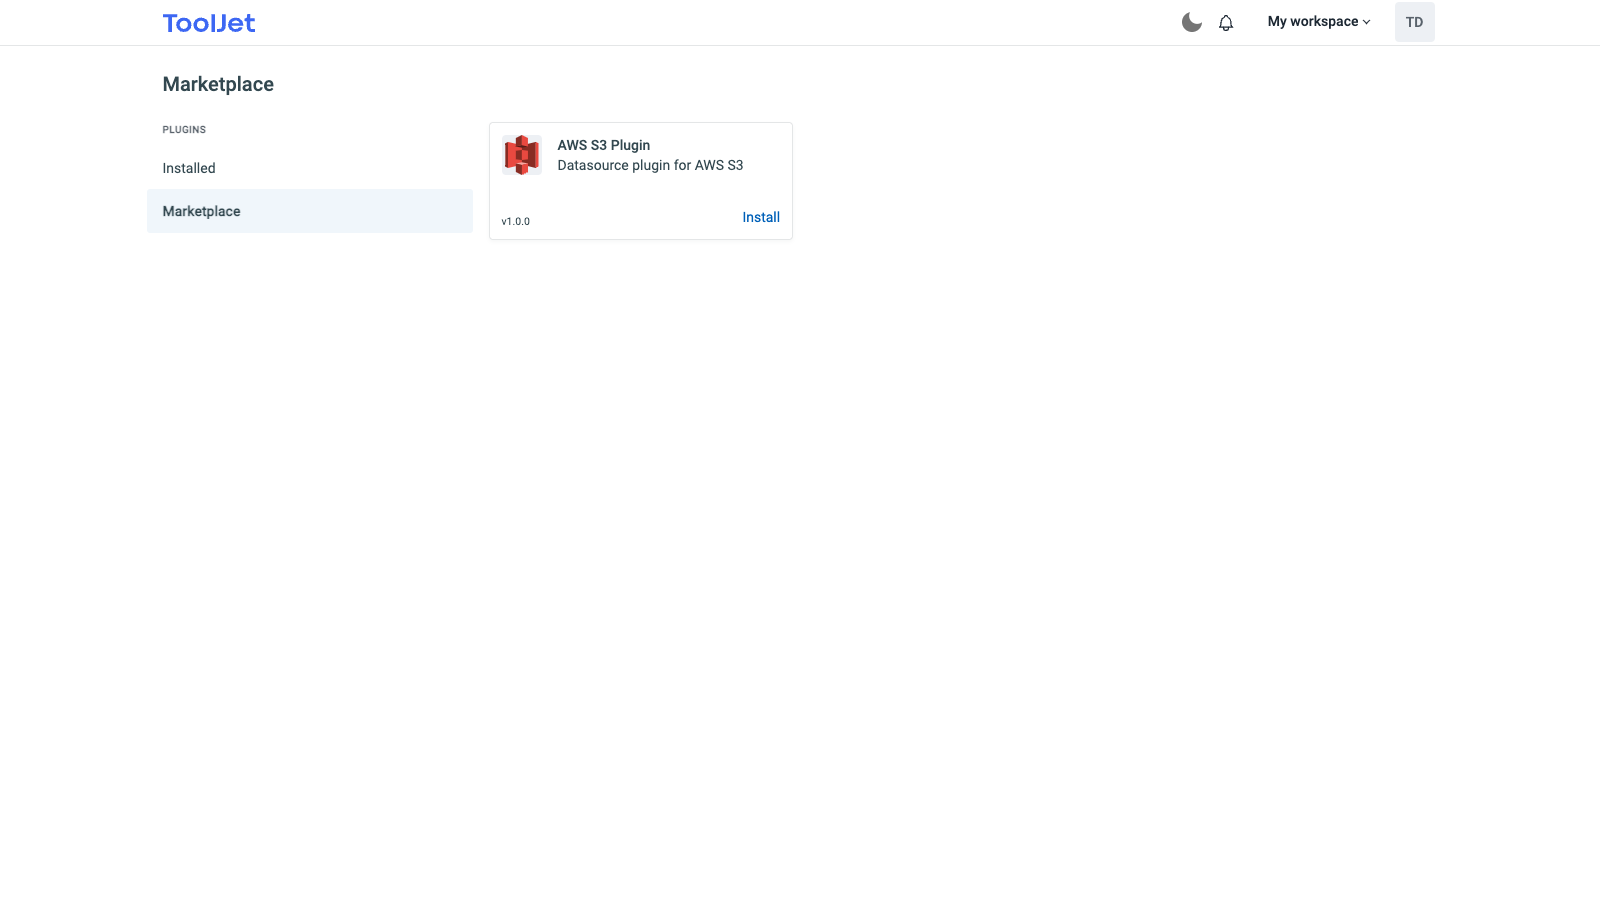 ToolJet
My workspace
TD
Marketplace
PLUGINS
Installed
Marketplace
AWS S3 Plugin
Datasource plugin for AWS S3
v1.0.0
Install